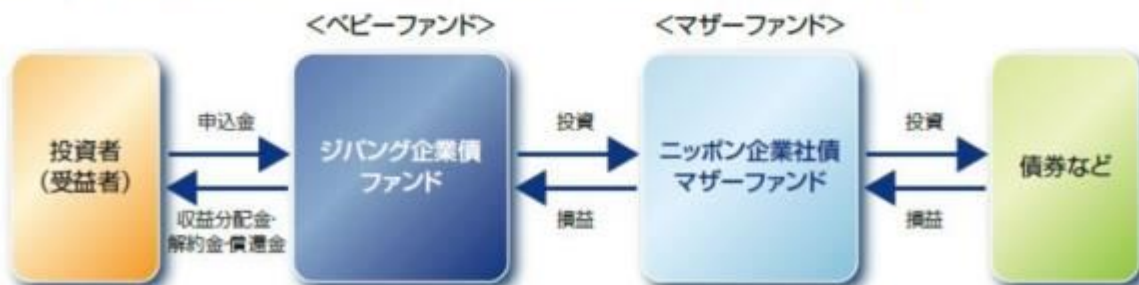 <ベビーファンド>
<マザーファンド>
投資者
(受益者)
申込金
収益分配金・
解約金・償還金
ジパング企業債
ファンド
投資
損益
ニッポン企業社債
マザーファンド
投資
損益
債券など